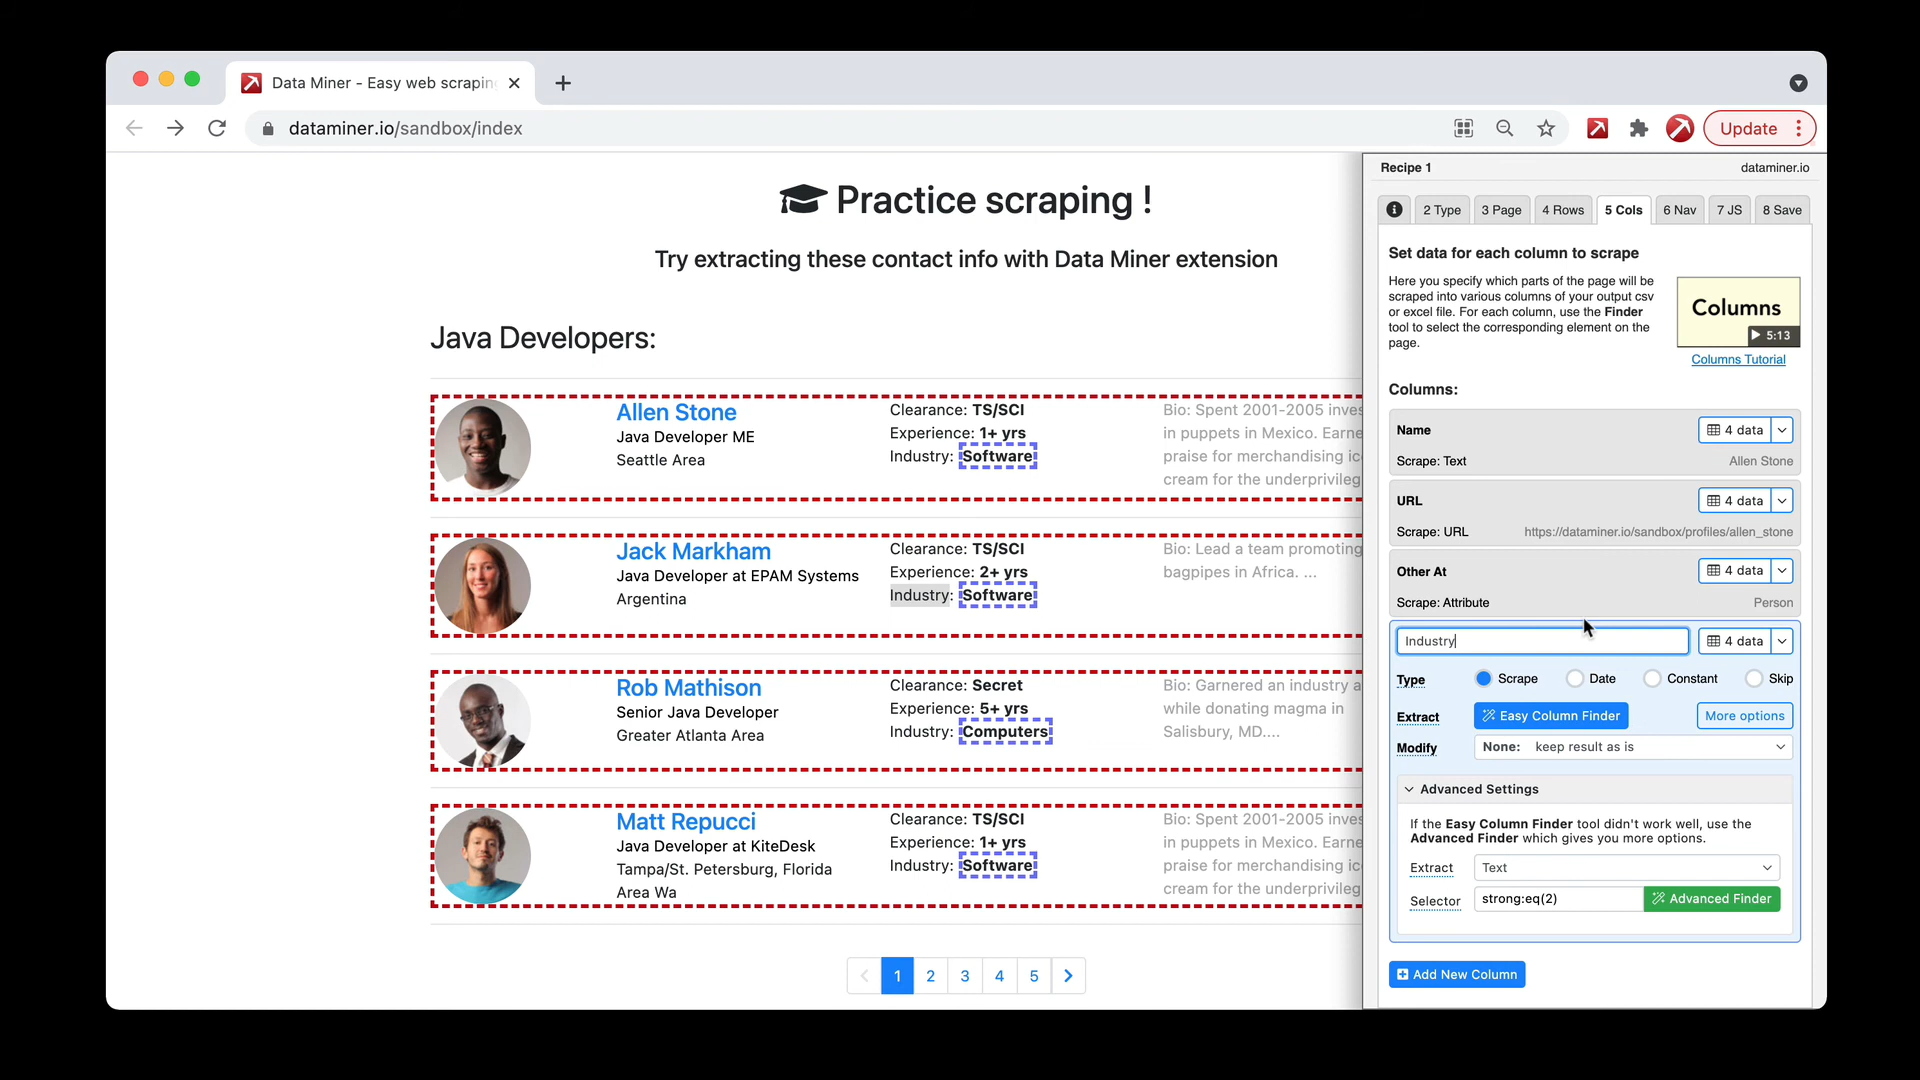 Data Miner - Easy web scraping
dataminer.io/sandbox/index
Update
Practice scraping !
Try extracting these contact info with Data Miner extension
Java Developers:
Allen Stone
Java Developer ME
Seattle Area
Clearance: TS/SCI
Experience: 1+ yrs
Industry: Software
Bio: Spent 2001-2005 inves
in puppets in Mexico. Earne
praise for merchandising ic
cream for the underprivileg
Jack Markham
Java Developer at EPAM Systems
Argentina
Clearance: TS/SCI
Experience: 2+ yrs
Industry: Software
Bio: Lead a team promoting
bagpipes in Africa. ...
Rob Mathison
Senior Java Developer
Greater Atlanta Area
Clearance: Secret
Experience: 5+ yrs
Industry: Computers
Bio: Garnered an industry a
while donating magma in
Salisbury, MD....
Matt Repucci
Java Developer at KiteDesk
Tampa/St. Petersburg, Florida
Area Wa
Clearance: TS/SCI
Experience: 1+ yrs
Industry: Software
Bio: Spent 2001-2005 inves
in puppets in Mexico. Earne
praise for merchandising ic
cream for the underprivileg
1 2 3 4 5
Recipe 1 dataminer.io
2 Type 3 Page 4 Rows 5 Cols 6 Nav 7 JS 8 Save
Set data for each column to scrape
Here you specify which parts of the page will be
scraped into various columns of your output csv
or excel file. For each column, use the Finder
tool to select the corresponding element on the
page.
Columns
5:13
Columns Tutorial
Columns:
Name 4 data
Scrape: Text Allen Stone
URL 4 data
Scrape: URL https://dataminer.io/sandbox/profiles/allen_stone
Other At 4 data
Scrape: Attribute Person
Industry 4 data
Type Scrape Date Constant Skip
Extract Easy Column Finder More options
Modify None: keep result as is
Advanced Settings
If the Easy Column Finder tool didn't work well, use the
Advanced Finder which gives you more options.
Extract Text
Selector strong:eq(2) Advanced Finder
Add New Column